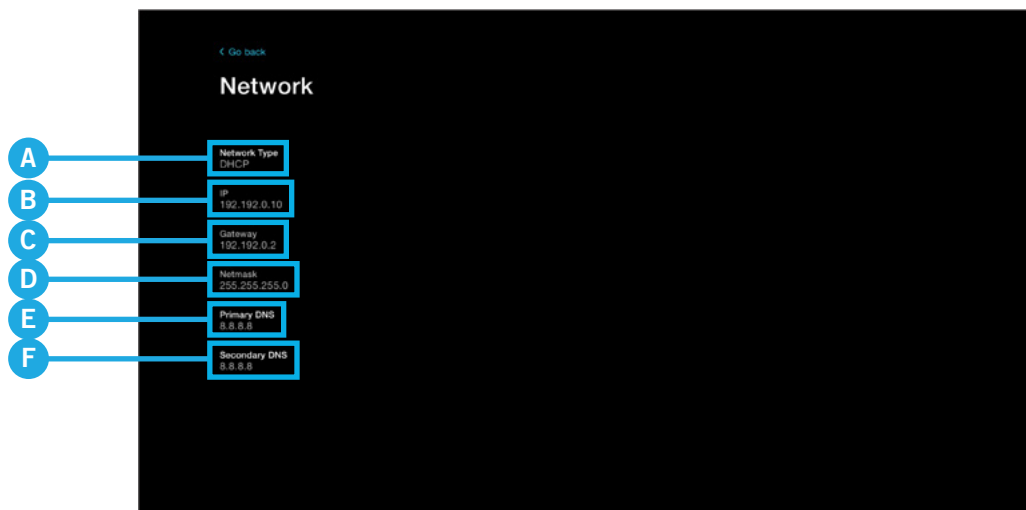 < Go back
Network
A
Network Type
DHCP
B
IP
192.192.0.10
C
Gateway
192.192.0.2
D
Netmask
255.255.255.0
E
Primary DNS
8.8.8.8
F
Secondary DNS
8.8.8.8